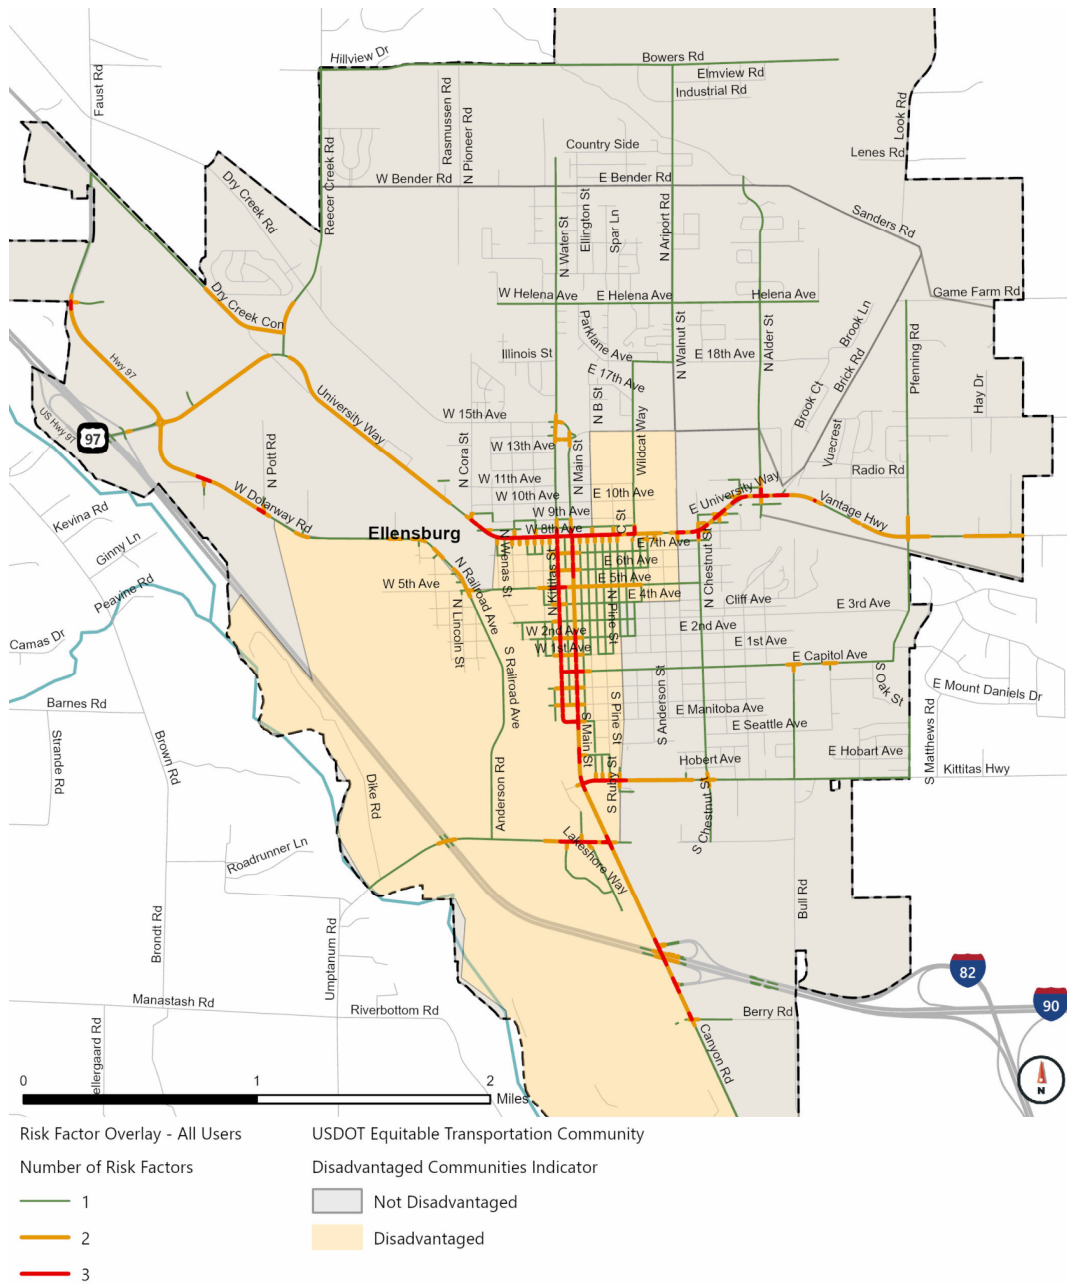 Hillview Dr
Bowers Rd
Elmview Rd
Industrial Rd
Faust Rd
Rasmussen Rd
N Pioneer Rd
Look Rd
Country Side
Lenes Rd
Reecer Creek Rd
W Bender Rd
E Bender Rd
Dry Creek Rd
N Water St
Ellington St
Spar Ln
N Ariport Rd
Sanders Rd
W Helena Ave
E Helena Ave
Helena Ave
Game Farm Rd
Dry Creek Con
Parklane Ave
Brook Ln
Illinois St
N Walnut St
E 18th Ave
N Alder St
Brick Rd
Pfenning Rd
Hwy 97
E 17th Ave
Hay Dr
Brook Ct
University Way
N B St
W 15th Ave
US Hwy 97
97
Wildcat Way
Vuecrest
N Pott Rd
N Cora St
W 13th Ave
N Main St
Radio Rd
W 11th Ave
E 10th Ave
W 10th Ave
E University Way
Vantage Hwy
W Dolarway Rd
W 9th Ave
C St
Kevina Rd
Ellensburg
W 8th Ave
E 7th Ave
Ginny Ln
N Wenas St
E 6th Ave
N Railroad Ave
N Kittitas St
E 5th Ave
N Chestnut St
Peavine Rd
W 5th Ave
E 4th Ave
Cliff Ave
E 3rd Ave
N Lincoln St
N Pine St
Camas Dr
W 2nd Ave
E 2nd Ave
E 1st Ave
W 1st Ave
E Capitol Ave
S Railroad Ave
S Anderson St
S Oak St
E Mount Daniels Dr
Barnes Rd
S Main St
S Pine St
E Manitoba Ave
E Seattle Ave
S Matthews Rd
Strande Rd
Brown Rd
E Hobart Ave
Hobert Ave
Kittitas Hwy
Dike Rd
Anderson Rd
S Ruby St
S Chestnut St
Roadrunner Ln
Lakeshore Way
Bull Rd
Brondt Rd
Umptanum Rd
82
Manastash Rd
Riverbottom Rd
Berry Rd
90
ellergaard Rd
Canyon Rd
0
1
2
Miles
N
Risk Factor Overlay - All Users
Number of Risk Factors
1
2
3
USDOT Equitable Transportation Community
Disadvantaged Communities Indicator
Not Disadvantaged
Disadvantaged